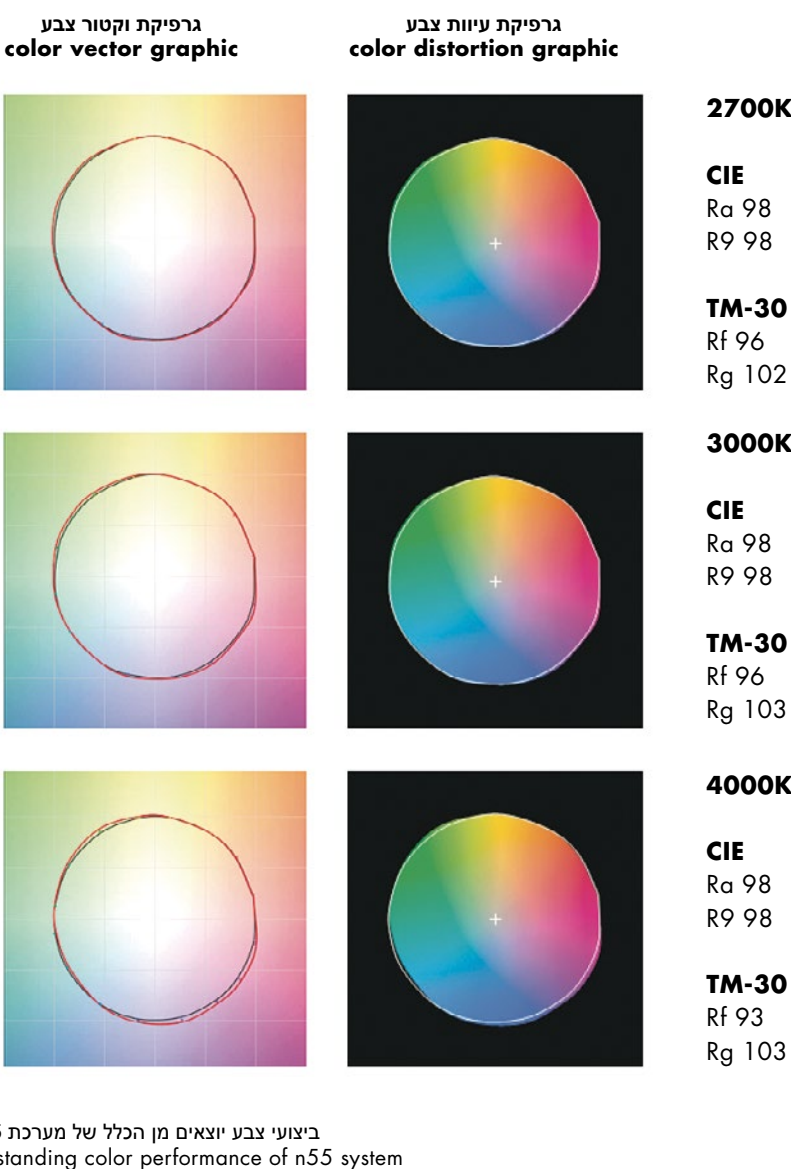 גרפיקת וקטור צבע
color vector graphic
גרפיקת עיוות צבע
color distortion graphic
2700K
CIE
Ra 98
R9 98
TM-30
Rf 96
Rg 102
3000K
CIE
Ra 98
R9 98
TM-30
Rf 96
Rg 103
4000K
CIE
Ra 98
R9 98
TM-30
Rf 93
Rg 103
ביצועי צבע יוצאים מן הכלל של מערכת
color performance of n55 system